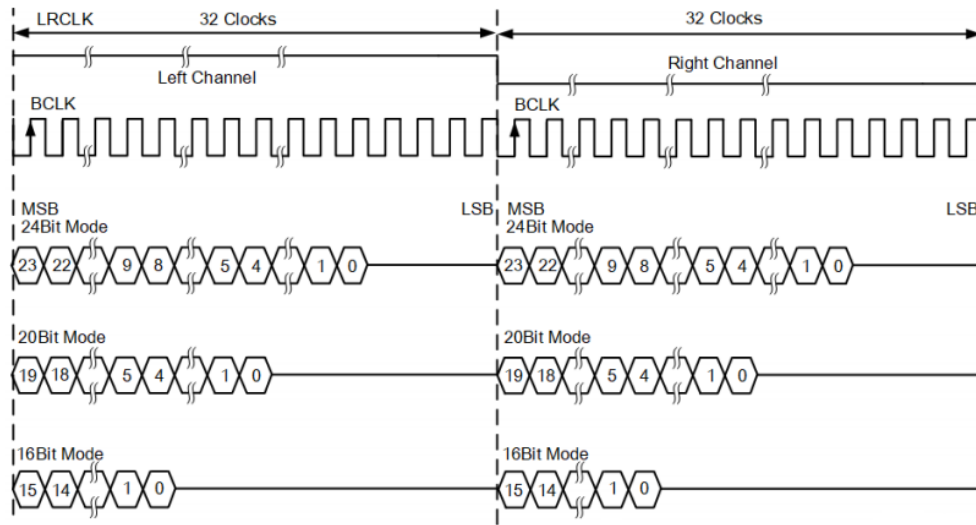 LRCLK 32 Clocks 32 Clocks
Left Channel Right Channel
BCLK BCLK
MSB LSB MSB LSB
24Bit Mode 24Bit Mode
23 22 9 8 5 4 1 0 23 22 9 8 5 4 1 0
20Bit Mode 20Bit Mode
19 18 5 4 1 0 19 18 5 4 1 0
16Bit Mode 16Bit Mode
15 14 1 0 15 14 1 0